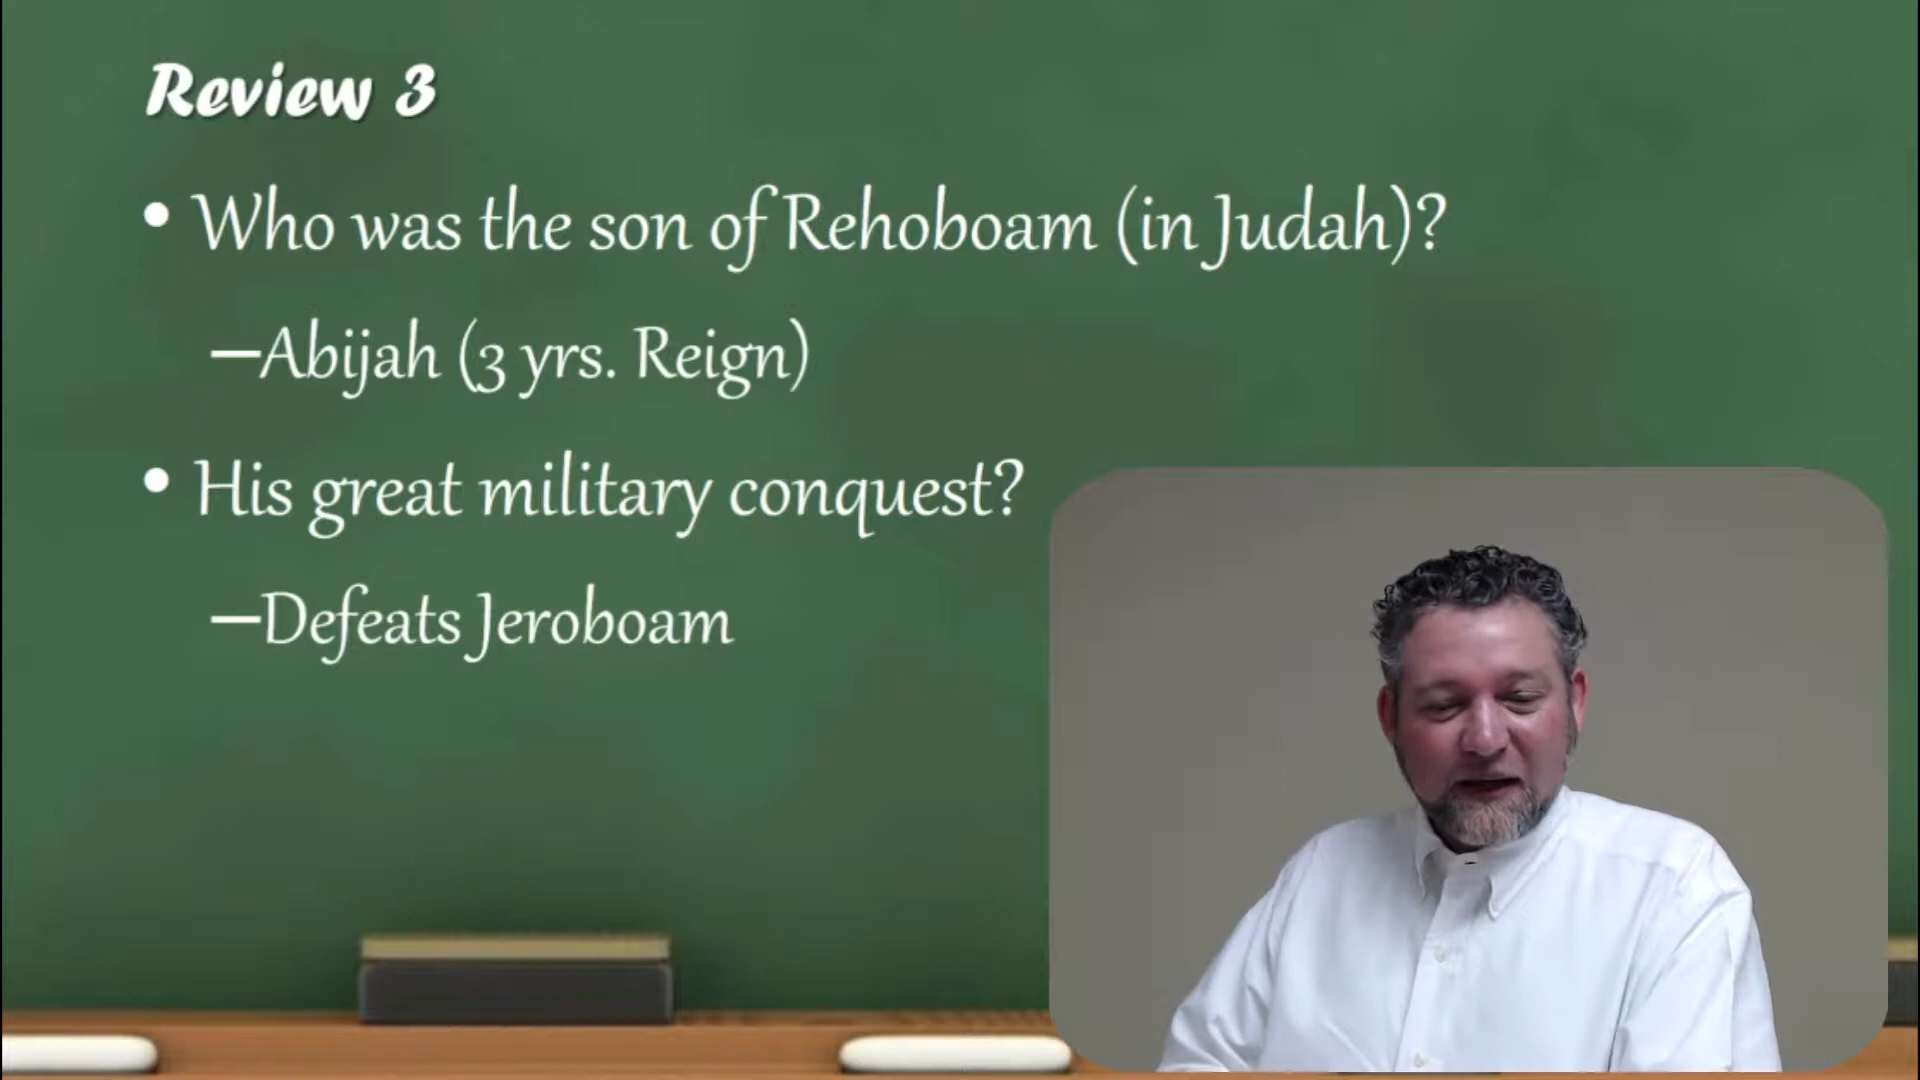 Review 3
• Who was the son of Rehoboam (in Judah)?
–Abijah (3 yrs. Reign)
• His great military conquest?
–Defeats Jeroboam